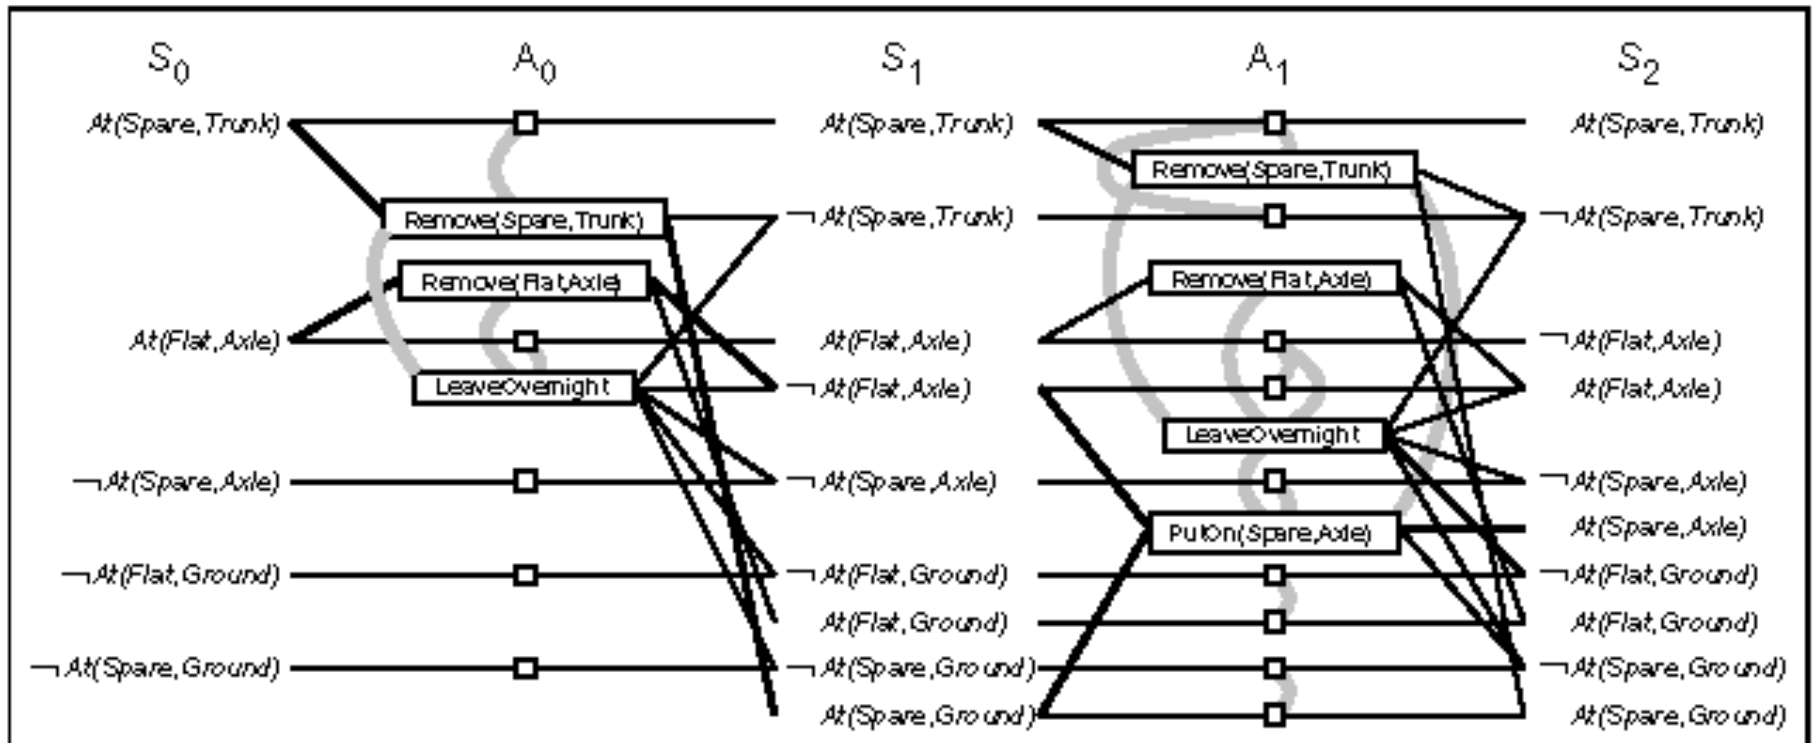 S0 A0 S1 A1 S2
At(Spare,Trunk) At(Spare,Trunk) At(Spare,Trunk)
Remove(Spare,Trunk)
Remove(Spare,Trunk) ¬At(Spare,Trunk) ¬At(Spare,Trunk)
Remove(Flat,Axle) Remove(Flat,Axle)
At(Flat,Axle) At(Flat,Axle) ¬At(Flat,Axle)
LeaveOvernight ¬At(Flat,Axle) At(Flat,Axle)
LeaveOvernight
¬At(Spare,Axle) ¬At(Spare,Axle) ¬At(Spare,Axle)
PutOn(Spare,Axle) At(Spare,Axle)
¬At(Flat,Ground) ¬At(Flat,Ground) ¬At(Flat,Ground)
At(Flat,Ground) At(Flat,Ground)
¬At(Spare,Ground) ¬At(Spare,Ground) ¬At(Spare,Ground)
At(Spare,Ground) At(Spare,Ground)